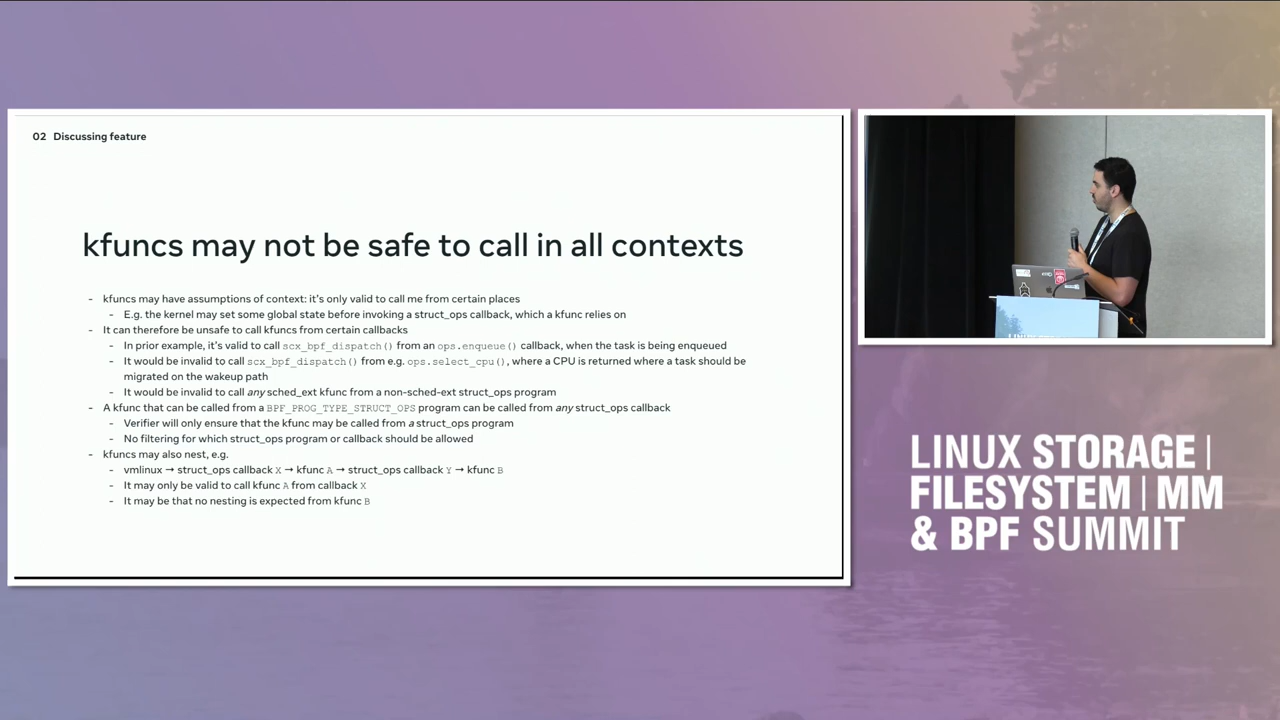 02 Discussing feature
kfuncs may not be safe to call in all contexts
- kfuncs may have assumptions of context: it's only valid to call me from certain places
- E.g. the kernel may set some global state before invoking a struct_ops callback, which a kfunc relies on
- It can therefore be unsafe to call kfuncs from certain callbacks
- In prior example, it's valid to call scx_bpf_dispatch() from an ops.enqueue() callback, when the task is being enqueued
- It would be invalid to call scx_bpf_dispatch() from e.g. ops.select_cpu(), where a CPU is returned where a task should be
migrated on the wakeup path
- It would be invalid to call any sched_ext kfunc from a non-sched-ext struct_ops program
- A kfunc that can be called from a BPF_PROG_TYPE_STRUCT_OPS program can be called from any struct_ops callback
- Verifier will only ensure that the kfunc may be called from a struct_ops program
- No filtering for which struct_ops program or callback should be allowed
- kfuncs may also nest, e.g.
- vmlinux → struct_ops callback X → kfunc A → struct_ops callback Y → kfunc B
- It may only be valid to call kfunc A from callback X
- It may be that no nesting is expected from kfunc B
LINUX STORAGE |
FILESYSTEM | MM
& BPF SUMMIT